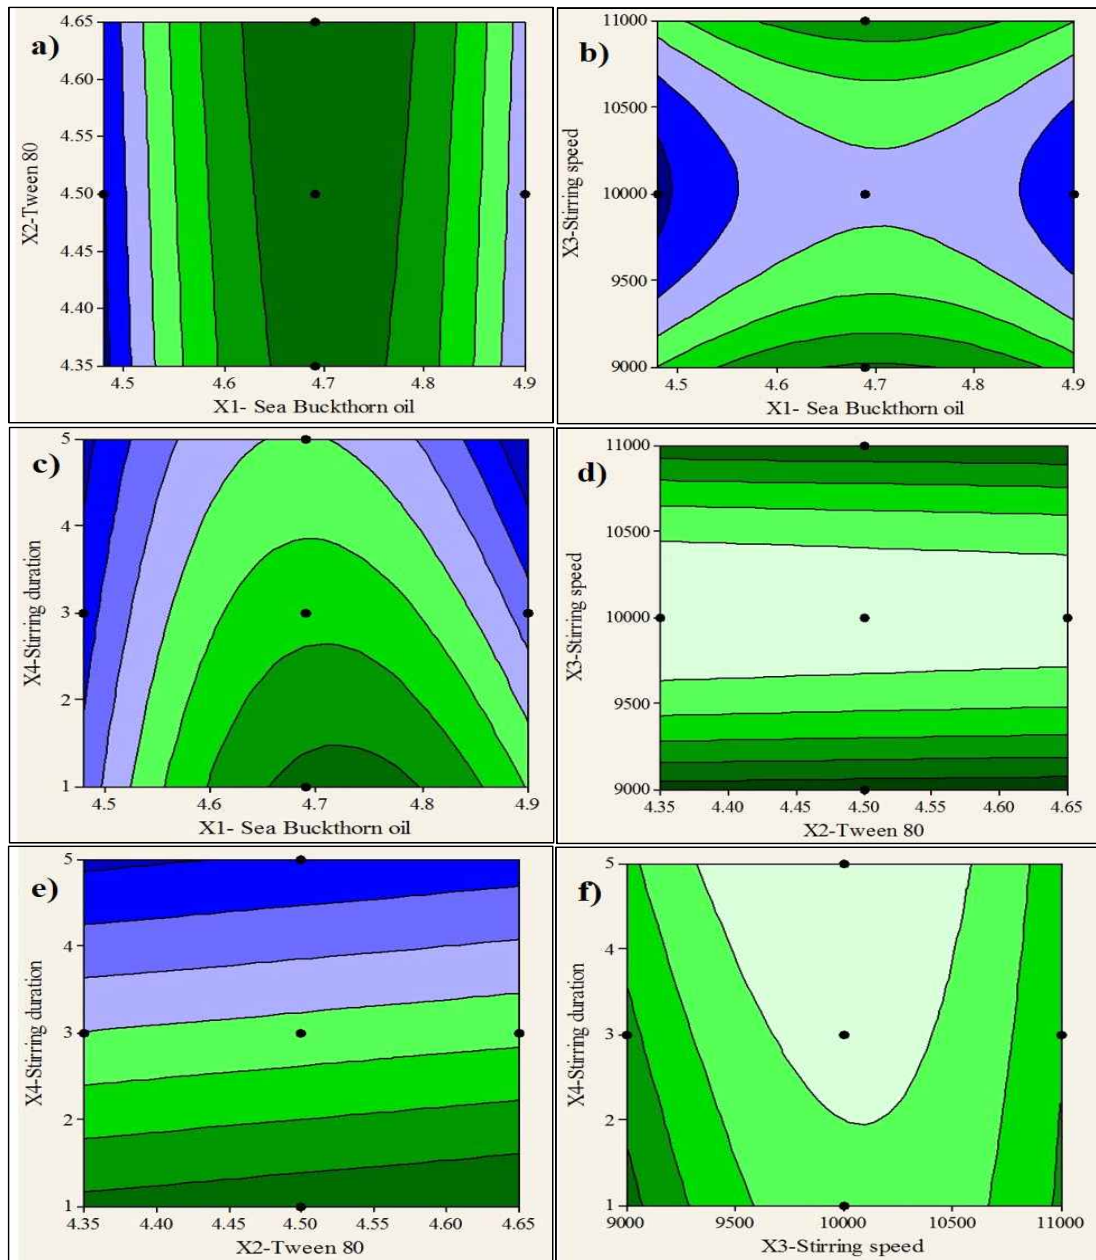 a)
X2-Tween 80
4.65
4.60
4.55
4.50
4.45
4.40
4.35
4.5 4.6 4.7 4.8 4.9
X1- Sea Buckthorn oil
b)
X3-Stirring speed
11000
10500
10000
9500
9000
4.5 4.6 4.7 4.8 4.9
X1- Sea Buckthorn oil
c)
X4-Stirring duration
5
4
3
2
1
4.5 4.6 4.7 4.8 4.9
X1- Sea Buckthorn oil
d)
X3-Stirring speed
11000
10500
10000
9500
9000
4.35 4.40 4.45 4.50 4.55 4.60 4.65
X2-Tween 80
e)
X4-Stirring duration
5
4
3
2
1
4.35 4.40 4.45 4.50 4.55 4.60 4.65
X2-Tween 80
f)
X4-Stirring duration
5
4
3
2
1
9000 9500 10000 10500 11000
X3-Stirring speed